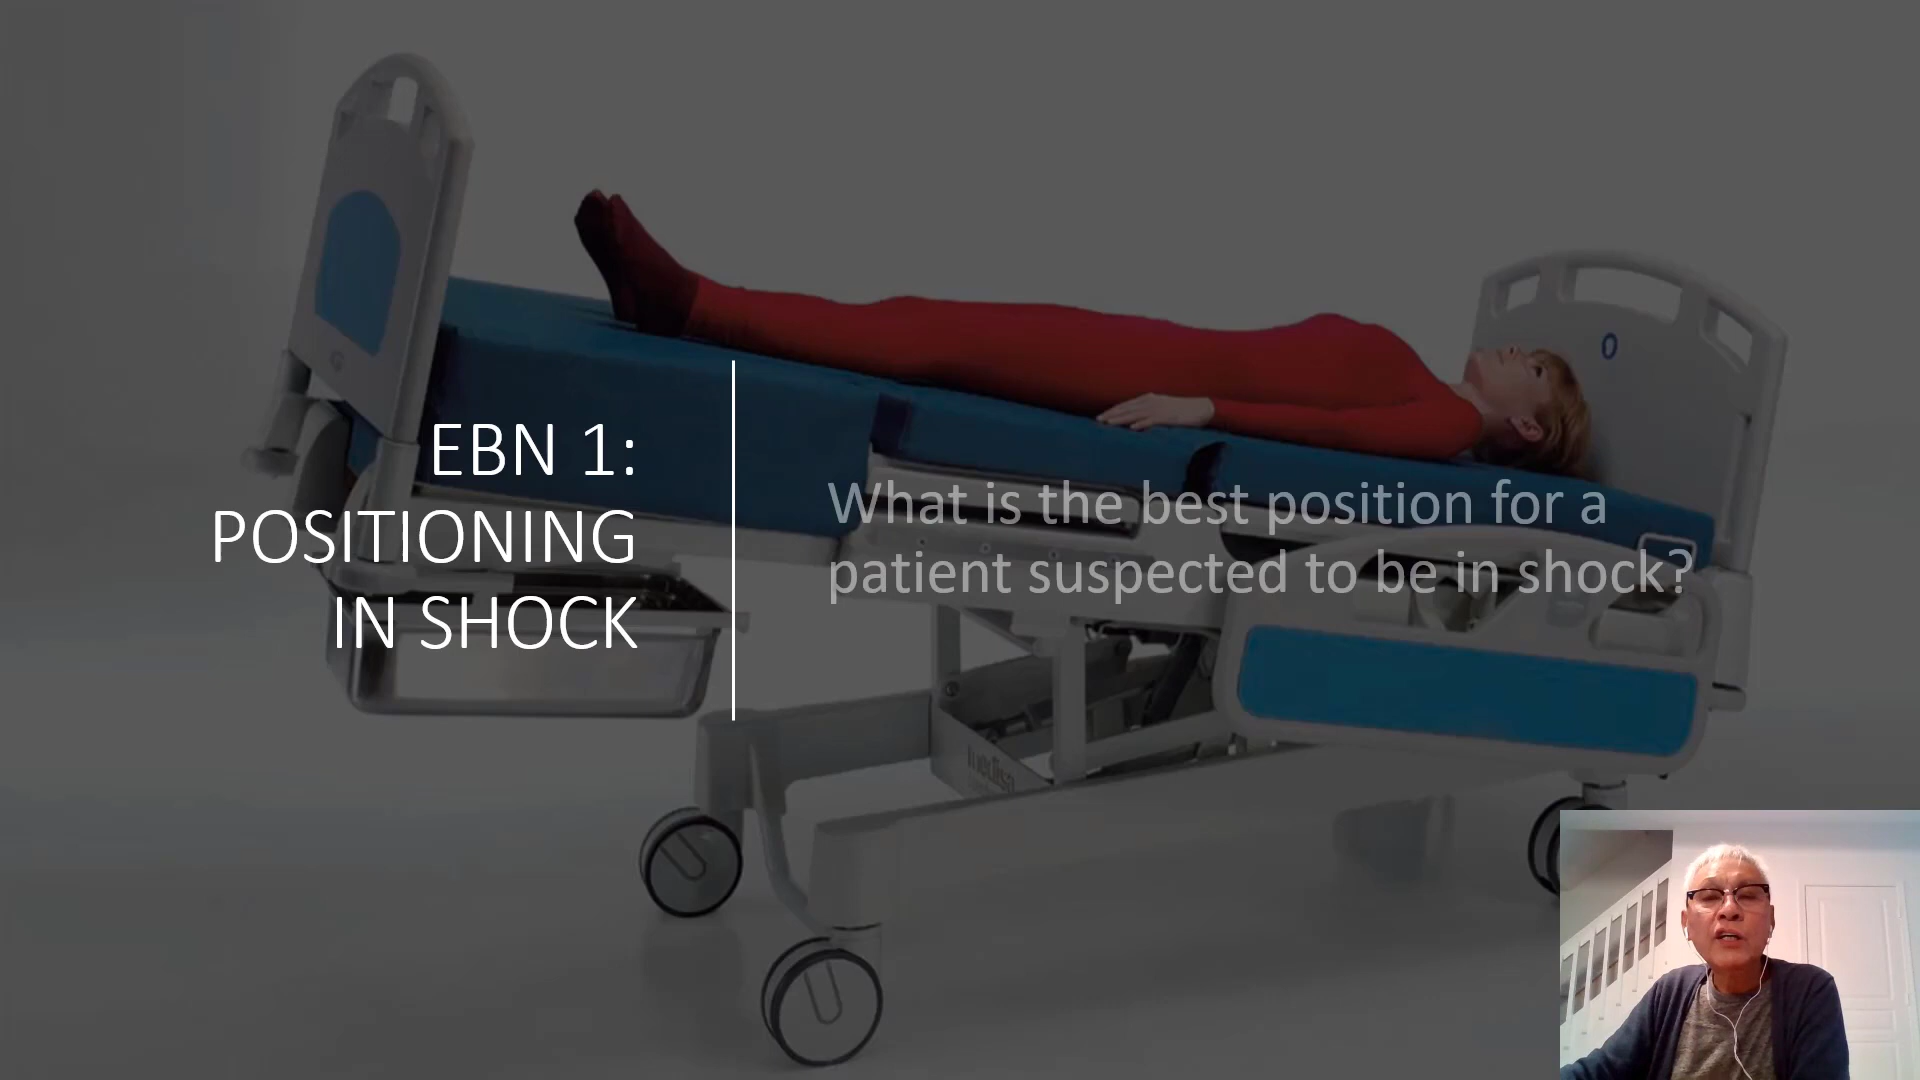 EBN 1:
POSITIONING
IN SHOCK
What is the best position for a
patient suspected to be in shock?